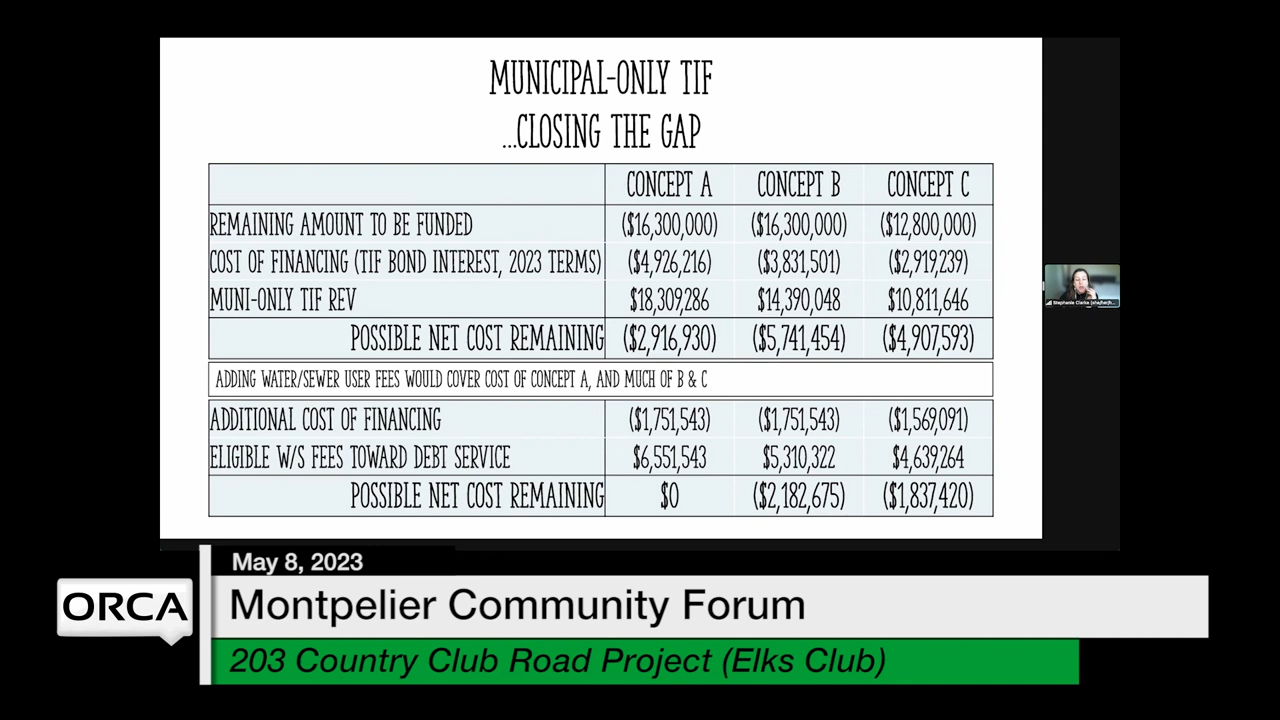 MUNICIPAL-ONLY TIF
...CLOSING THE GAP
CONCEPT A CONCEPT B CONCEPT C
REMAINING AMOUNT TO BE FUNDED ($16,300,000) ($16,300,000) ($12,800,000)
COST OF FINANCING (TIF BOND INTEREST, 2023 TERMS) ($4,926,216) ($3,831,501) ($2,919,239)
MUNI-ONLY TIF REV $18,309,286 $14,390,048 $10,811,646
POSSIBLE NET COST REMAINING ($2,916,930) ($5,741,454) ($4,907,593)
ADDING WATER/SEWER USER FEES WOULD COVER COST OF CONCEPT A, AND MUCH OF B & C
ADDITIONAL COST OF FINANCING ($1,751,543) ($1,751,543) ($1,569,091)
ELIGIBLE W/S FEES TOWARD DEBT SERVICE $6,551,543 $5,310,322 $4,639,264
POSSIBLE NET COST REMAINING $0 ($2,182,675) ($1,837,420)
Stephanie Clarke
May 8, 2023
ORCA
Montpelier Community Forum
203 Country Club Road Project (Elks Club)